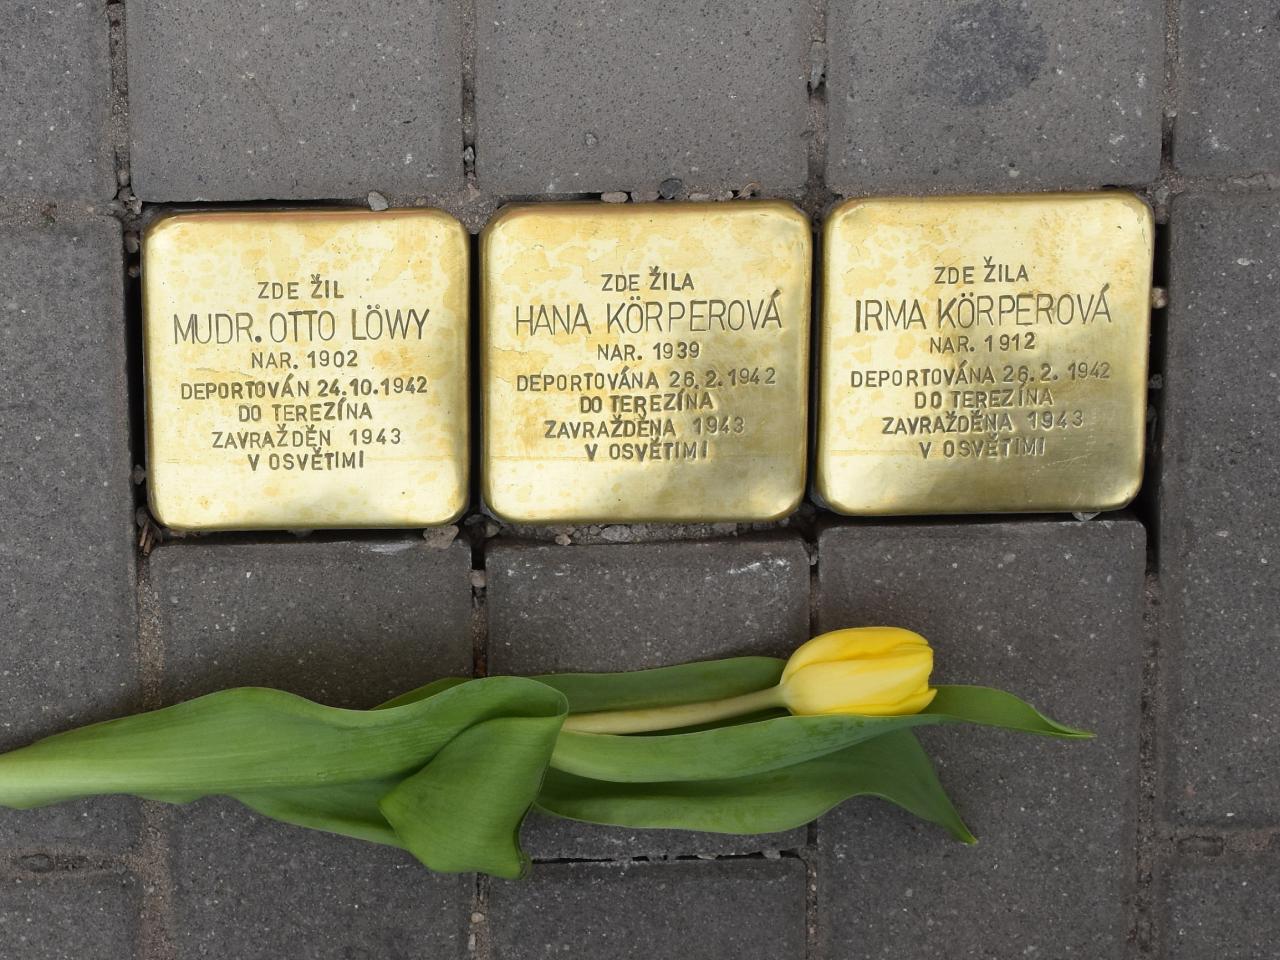 ZDE ŽIL
MUDR. OTTO LÖWY
NAR. 1902
DEPORTOVÁN 24.10.1942
DO TEREZÍNA
ZAVRAŽDĚN 1943
V OSVĚTIMI
ZDE ŽILA
HANA KÖRPEROVÁ
NAR. 1939
DEPORTOVÁNA 26.2.1942
DO TEREZÍNA
ZAVRAŽDĚNA 1943
V OSVĚTIMI
ZDE ŽILA
IRMA KÖRPEROVÁ
NAR. 1912
DEPORTOVÁNA 26.2.1942
DO TEREZÍNA
ZAVRAŽDĚNA 1943
V OSVĚTIMI